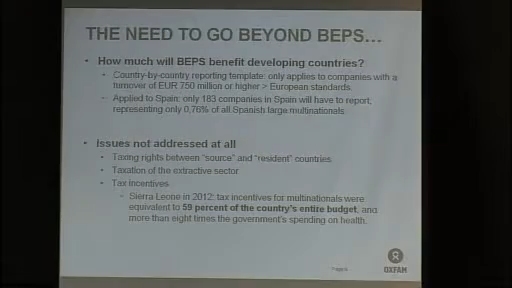 THE NEED TO GO BEYOND BEPS...
• How much will BEPS benefit developing countries?
- Country-by-country reporting template: only applies to companies with a
turnover of EUR 750 million or higher > European standards.
- Applied to Spain: only 183 companies in Spain will have to report,
representing only 0,76% of all Spanish large multinationals.
• Issues not addressed at all
• Taxing rights between "source" and "resident" countries
• Taxation of the extractive sector
• Tax incentives
- Sierra Leone in 2012: tax incentives for multinationals were
equivalent to 59 percent of the country's entire budget, and
more than eight times the government's spending on health.
OXFAM